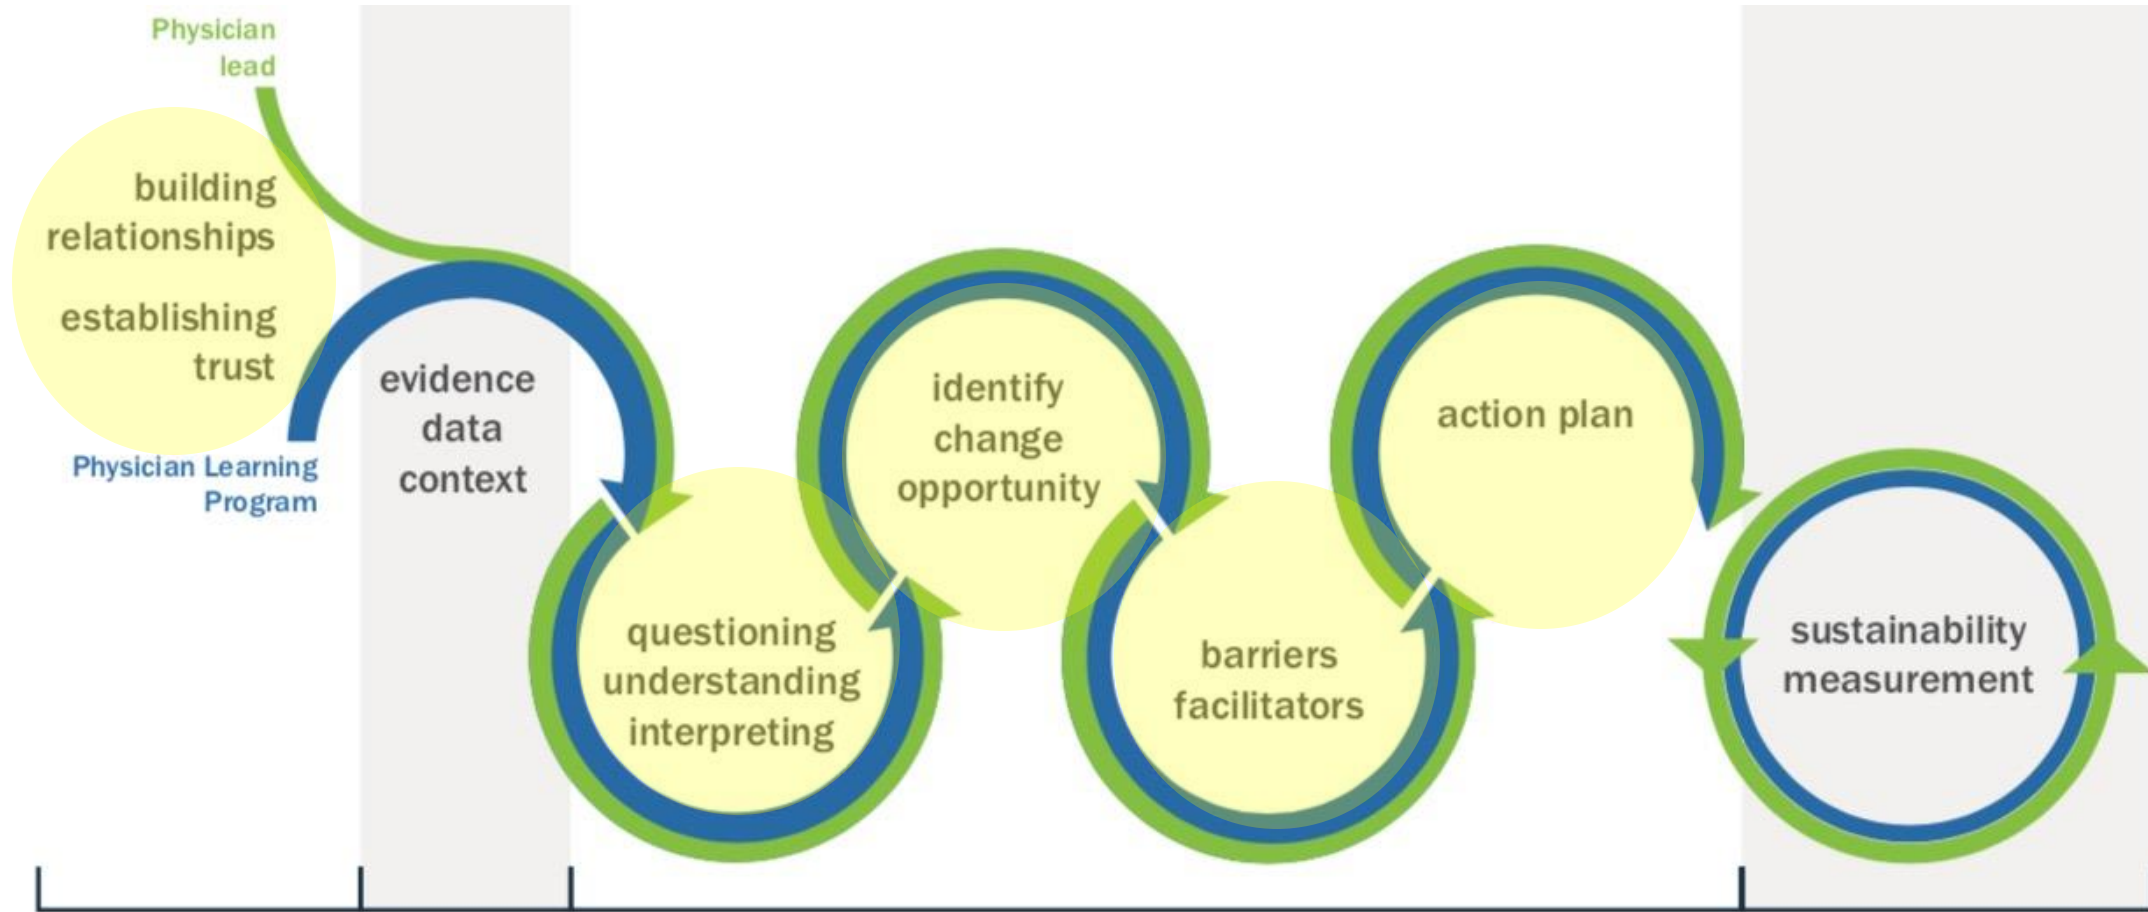 Physician
lead
building
relationships
establishing
trust
Physician Learning
Program
evidence
data
context
questioning
understanding
interpreting
identify
change
opportunity
barriers
facilitators
action plan
sustainability
measurement